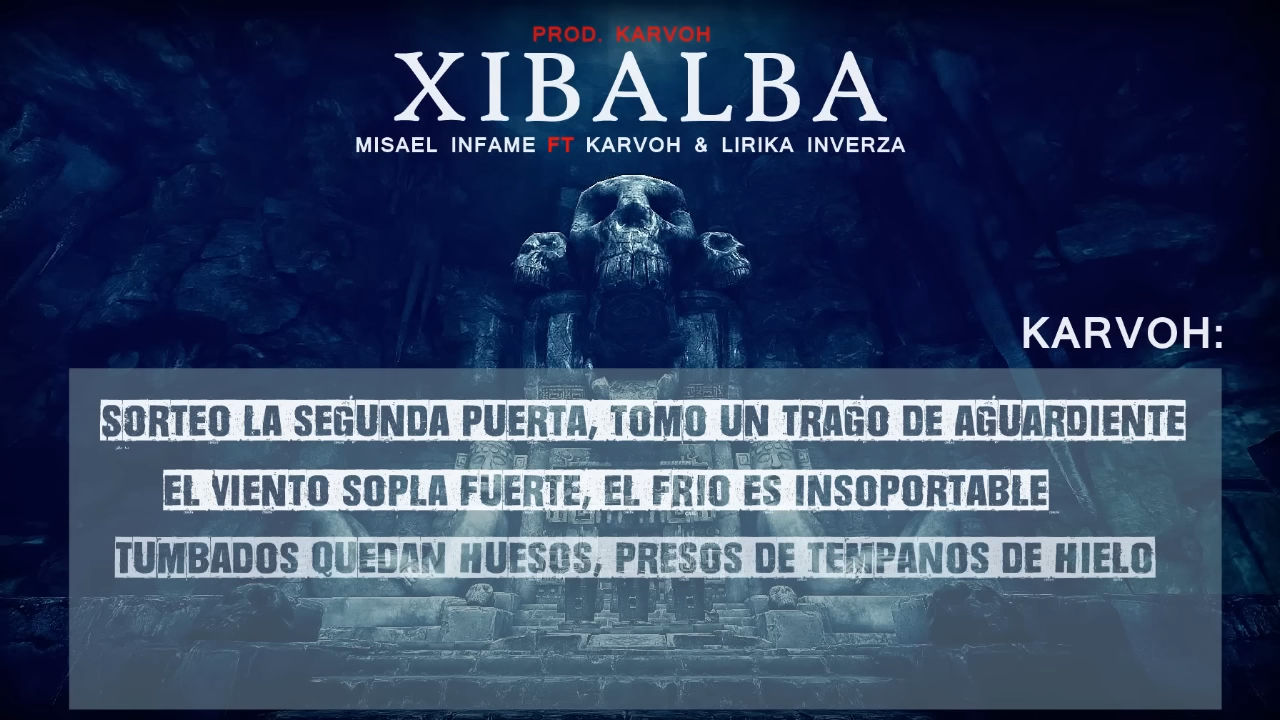 PROD. KARVOH
XIBALBA
MISAEL INFAME FT KARVOH & LIRIKA INVERZA
KARVOH:
SORTEO LA SEGUNDA PUERTA, TOMO UN TRAGO DE AGUARDIENTE
EL VIENTO SOPLA FUERTE, EL FRIO ES INSOPORTABLE
TUMBADOS QUEDAN HUESOS, PRESOS DE TEMPANOS DE HIELO